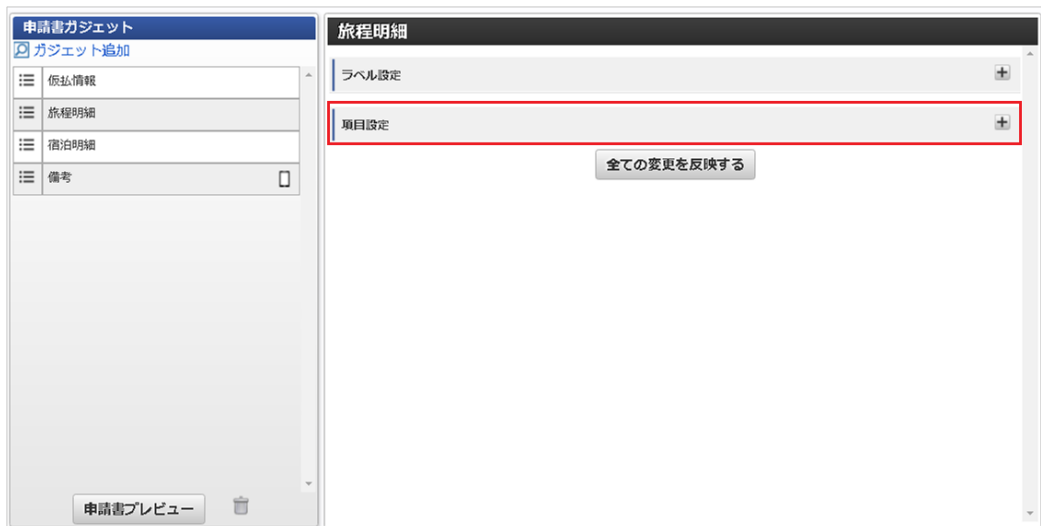 申請書ガジェット
ガジェット追加
仮払情報
旅程明細
宿泊明細
備考
申請書プレビュー
旅程明細
ラベル設定
項目設定
全ての変更を反映する